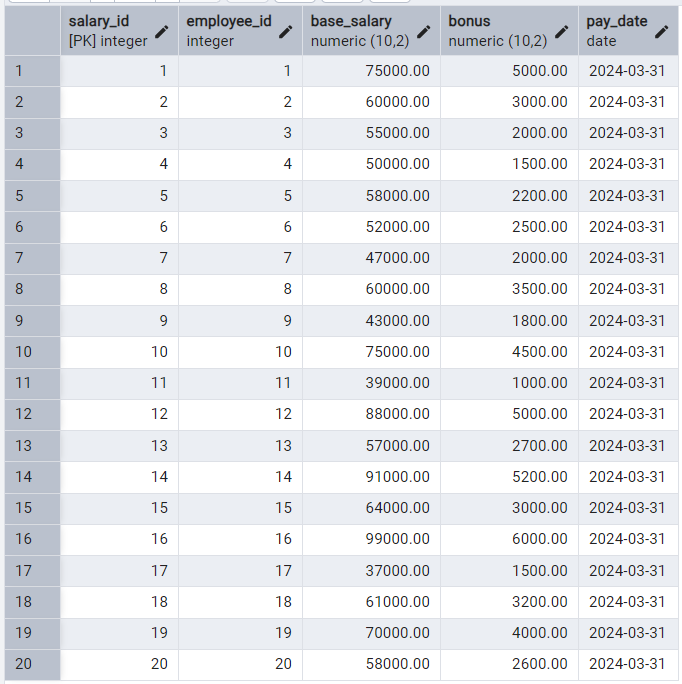 salary_id employee_id base_salary bonus pay_date
[PK] integer integer numeric (10,2) numeric (10,2) date
1 1 1 75000.00 5000.00 2024-03-31
2 2 2 60000.00 3000.00 2024-03-31
3 3 3 55000.00 2000.00 2024-03-31
4 4 4 50000.00 1500.00 2024-03-31
5 5 5 58000.00 2200.00 2024-03-31
6 6 6 52000.00 2500.00 2024-03-31
7 7 7 47000.00 2000.00 2024-03-31
8 8 8 60000.00 3500.00 2024-03-31
9 9 9 43000.00 1800.00 2024-03-31
10 10 10 75000.00 4500.00 2024-03-31
11 11 11 39000.00 1000.00 2024-03-31
12 12 12 88000.00 5000.00 2024-03-31
13 13 13 57000.00 2700.00 2024-03-31
14 14 14 91000.00 5200.00 2024-03-31
15 15 15 64000.00 3000.00 2024-03-31
16 16 16 99000.00 6000.00 2024-03-31
17 17 17 37000.00 1500.00 2024-03-31
18 18 18 61000.00 3200.00 2024-03-31
19 19 19 70000.00 4000.00 2024-03-31
20 20 20 58000.00 2600.00 2024-03-31